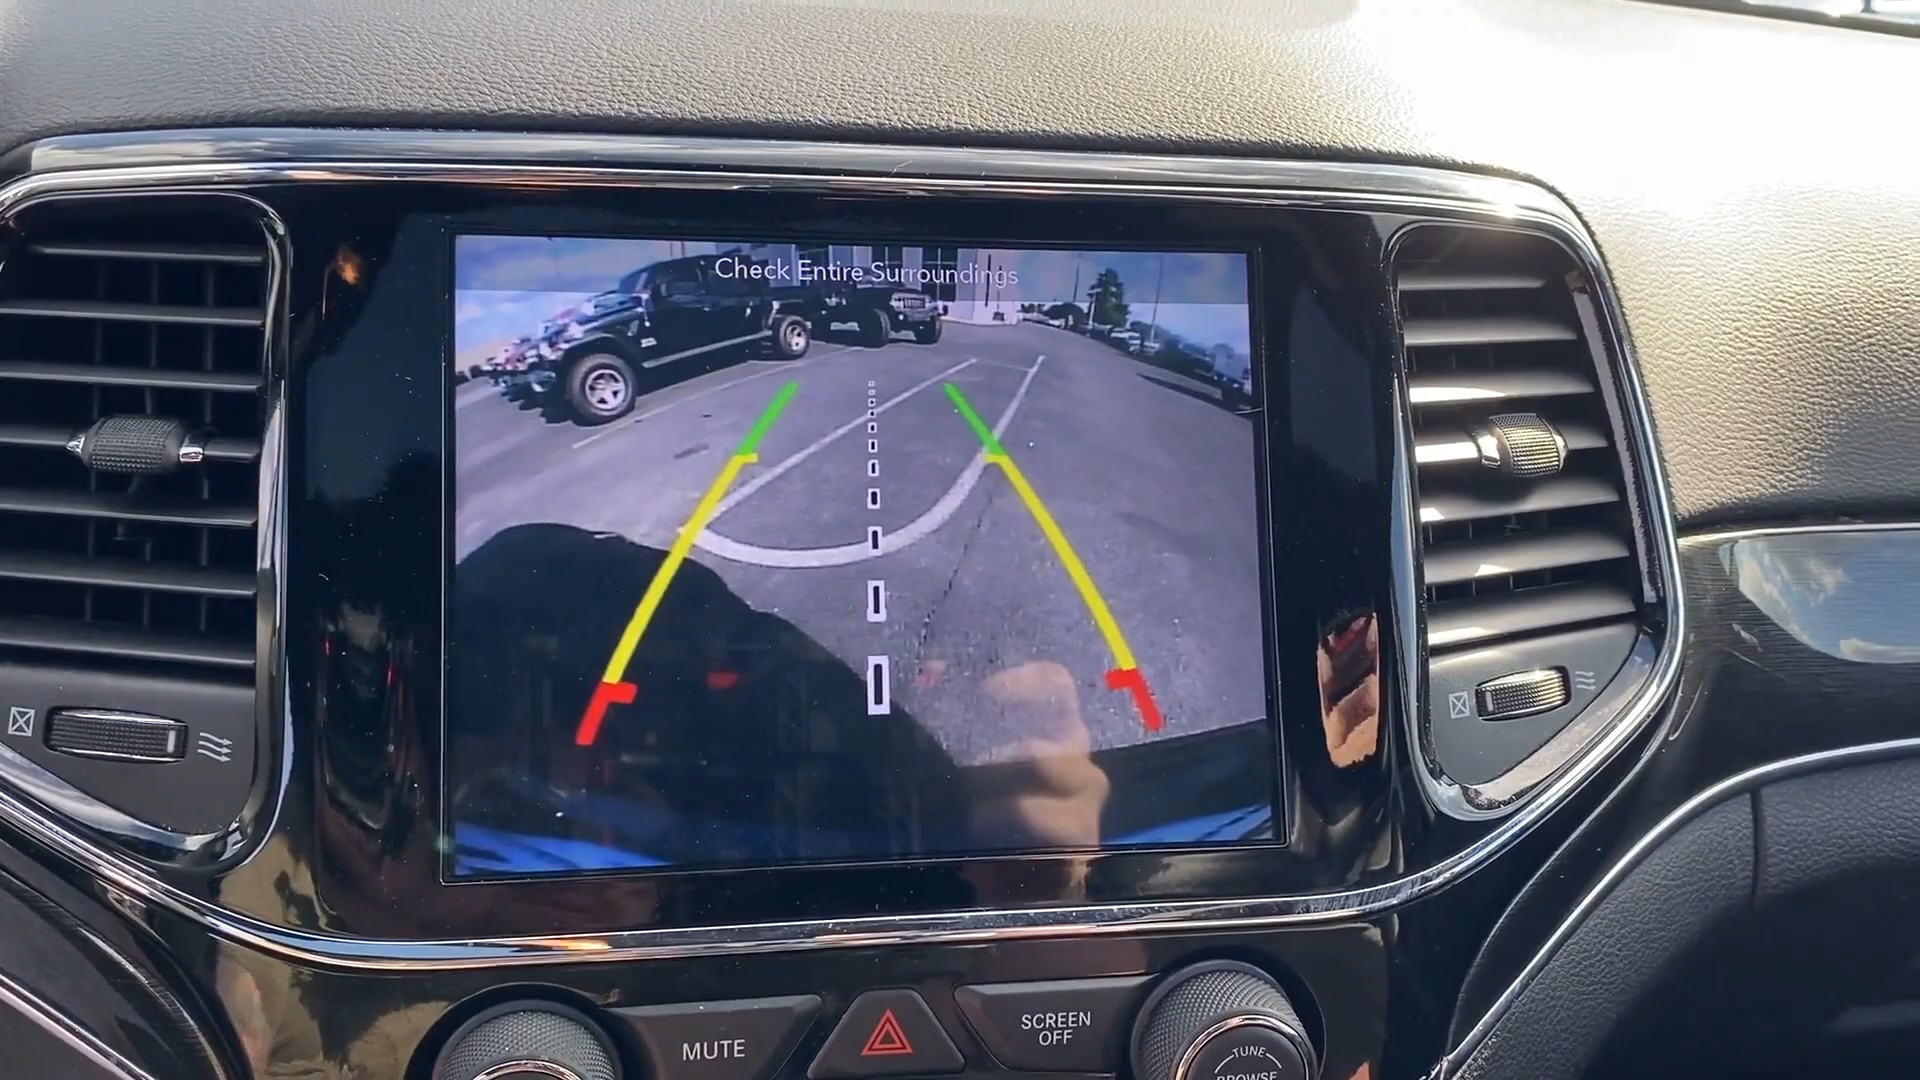 Check Entire Surroundings
MUTE
SCREEN
OFF
TUNE
BROWSE